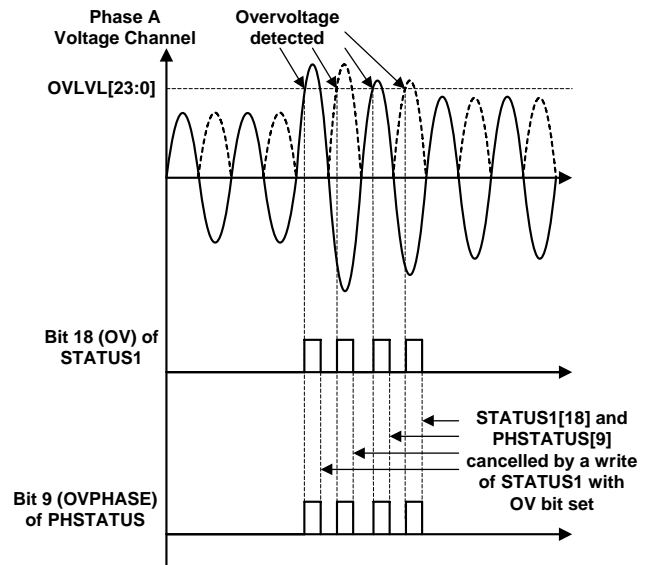 Phase A
Voltage Channel
Overvoltage
detected
OVLVL[23:0]
Bit 18 (OV) of
STATUS1
STATUS1[18] and
PHSTATUS[9]
cancelled by a write
of STATUS1 with
OV bit set
Bit 9 (OVPHASE)
of PHSTATUS